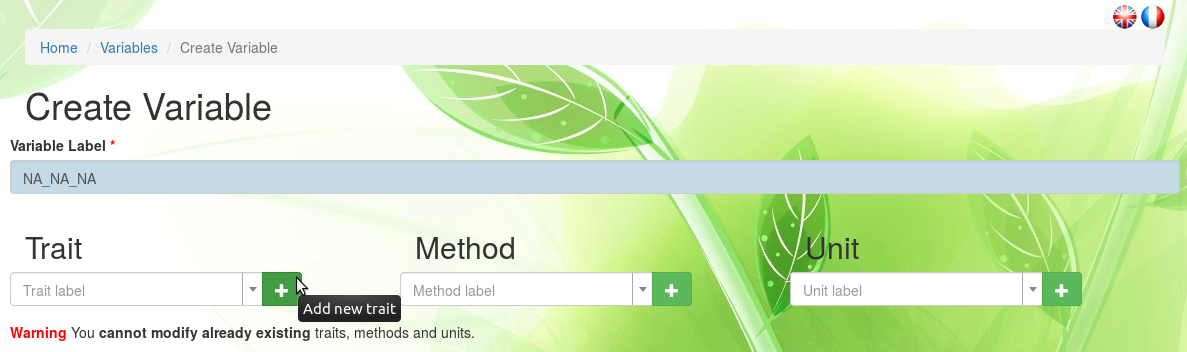 Home / Variables / Create Variable
Create Variable
Variable Label *
NA_NA_NA
Trait Method Unit
Trait label Method label Unit label
Add new trait
Warning You cannot modify already existing traits, methods and units.